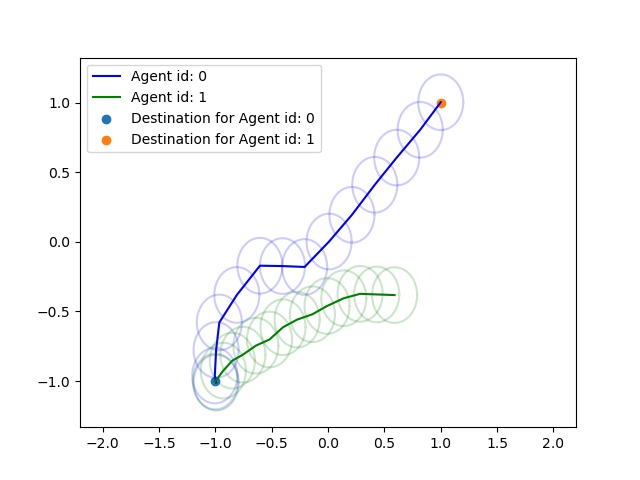 Agent id: 0
Agent id: 1
Destination for Agent id: 0
Destination for Agent id: 1
1.0
0.5
0.0
−0.5
−1.0
−2.0 −1.5 −1.0 −0.5 0.0 0.5 1.0 1.5 2.0